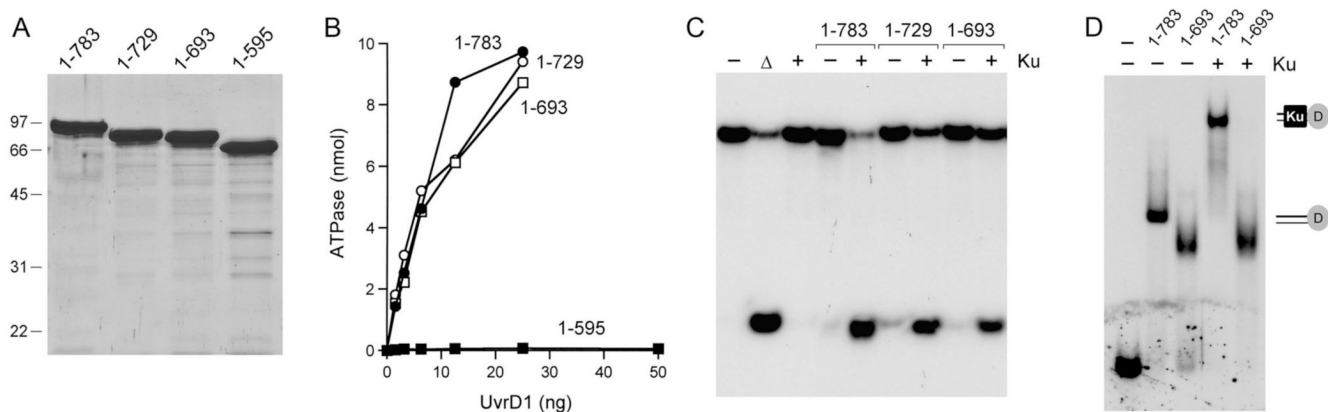 A
1-783
1-729
1-693
1-595
97
66
45
31
22
B
ATPase (nmol)
10
8
6
4
2
0
1-783
1-729
1-693
1-595
0 10 20 30 40 50
UvrD1 (ng)
C
1-783 1-729 1-693
– Δ + – + – + – + Ku
D
– 1-783 1-693 1-783 1-693
– – – + + Ku
Ku D
D